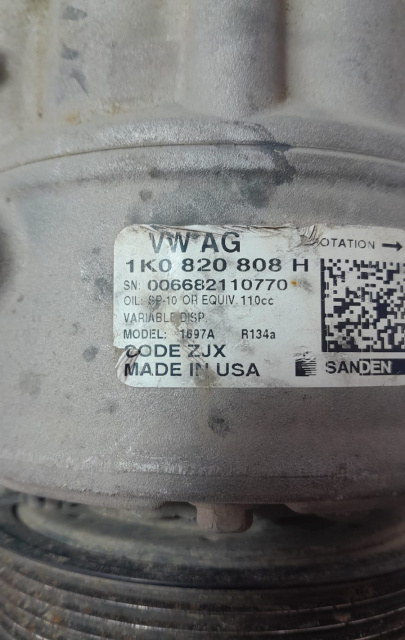 VW AG
OTATION →
1K0 820 808 H
SN: 006682110770
OIL: SP-10 OR EQUIV. 110cc
VARIABLE DISP
MODEL: 1697A R134a
CODE ZJX
MADE IN USA
SANDEN